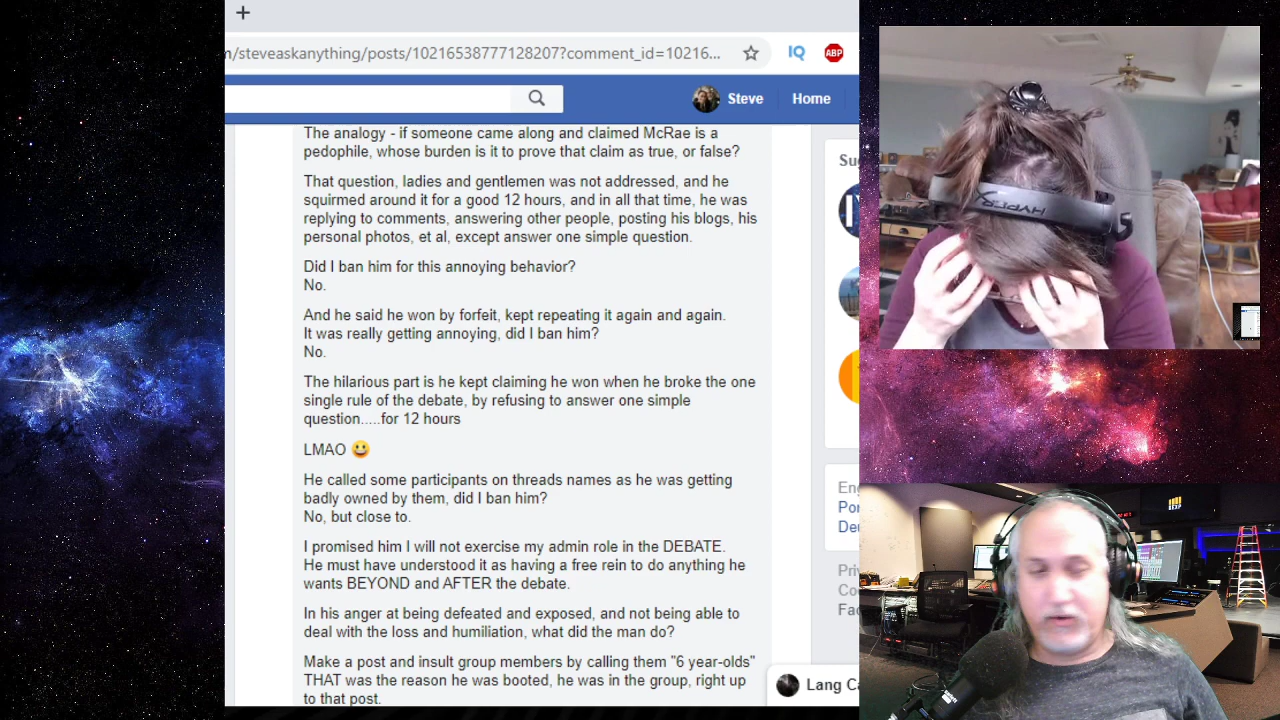 n/steveaskanything/posts/10216538777128207?comment_id=10216...
IQ
ABP
Steve
Home
The analogy - if someone came along and claimed McRae is a
pedophile, whose burden is it to prove that claim as true, or false?
That question, ladies and gentlemen was not addressed, and he
squirmed around it for a good 12 hours, and in all that time, he was
replying to comments, answering other people, posting his blogs, his
personal photos, et al, except answer one simple question.
Did I ban him for this annoying behavior?
No.
And he said he won by forfeit, kept repeating it again and again.
It was really getting annoying, did I ban him?
No.
The hilarious part is he kept claiming he won when he broke the one
single rule of the debate, by refusing to answer one simple
question.....for 12 hours
LMAO 😀
He called some participants on threads names as he was getting
badly owned by them, did I ban him?
No, but close to.
I promised him I will not exercise my admin role in the DEBATE.
He must have understood it as having a free rein to do anything he
wants BEYOND and AFTER the debate.
In his anger at being defeated and exposed, and not being able to
deal with the loss and humiliation, what did the man do?
Make a post and insult group members by calling them "6 year-olds"
THAT was the reason he was booted, he was in the group, right up
to that post.
Su
Eng
Por
Deu
Priv
Coo
Fac
Lang Ca
HYPERX